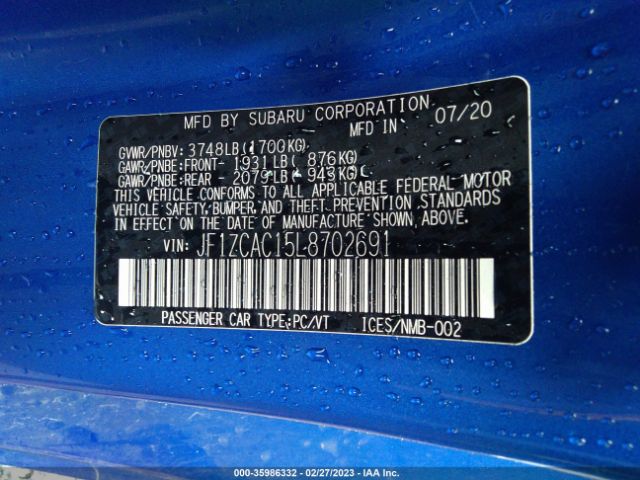 MFD BY SUBARU CORPORATION
MFD IN 07/20
GVWR/PNBV: 3748LB(1700KG)
GAWR/PNBE:FRONT- 1931LB( 876KG)
GAWR/PNBE:REAR - 2079LB( 943KG)
THIS VEHICLE CONFORMS TO ALL APPLICABLE FEDERAL MOTOR
VEHICLE SAFETY,BUMPER,AND THEFT PREVENTION STANDARDS
IN EFFECT ON THE DATE OF MANUFACTURE SHOWN ABOVE.
VIN: JF1ZCAC15L8702691
PASSENGER CAR TYPE:PC/VT ICES/NMB-002
000-35986332 — 02/27/2023 — IAA Inc.